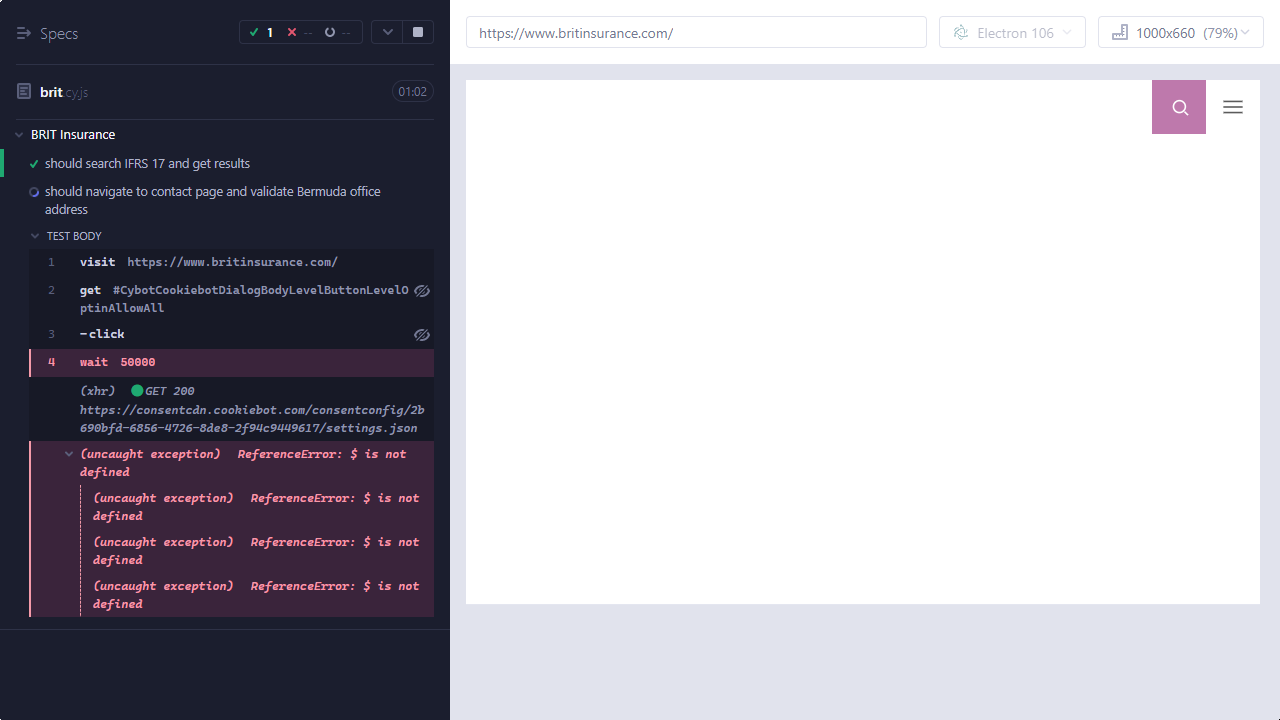 Specs
1
--
--
https://www.britinsurance.com/
Electron 106
1000x660 (79%)
brit.cy.js
01:02
BRIT Insurance
should search IFRS 17 and get results
should navigate to contact page and validate Bermuda office
address
TEST BODY
1 visit https://www.britinsurance.com/
2 get #CybotCookiebotDialogBodyLevelButtonLevelO
ptinAllowAll
3 -click
4 wait 50000
(xhr) GET 200
https://consentcdn.cookiebot.com/consentconfig/2b
690bfd-6856-4726-8de8-2f94c9449617/settings.json
(uncaught exception) ReferenceError: $ is not
defined
(uncaught exception) ReferenceError: $ is not
defined
(uncaught exception) ReferenceError: $ is not
defined
(uncaught exception) ReferenceError: $ is not
defined